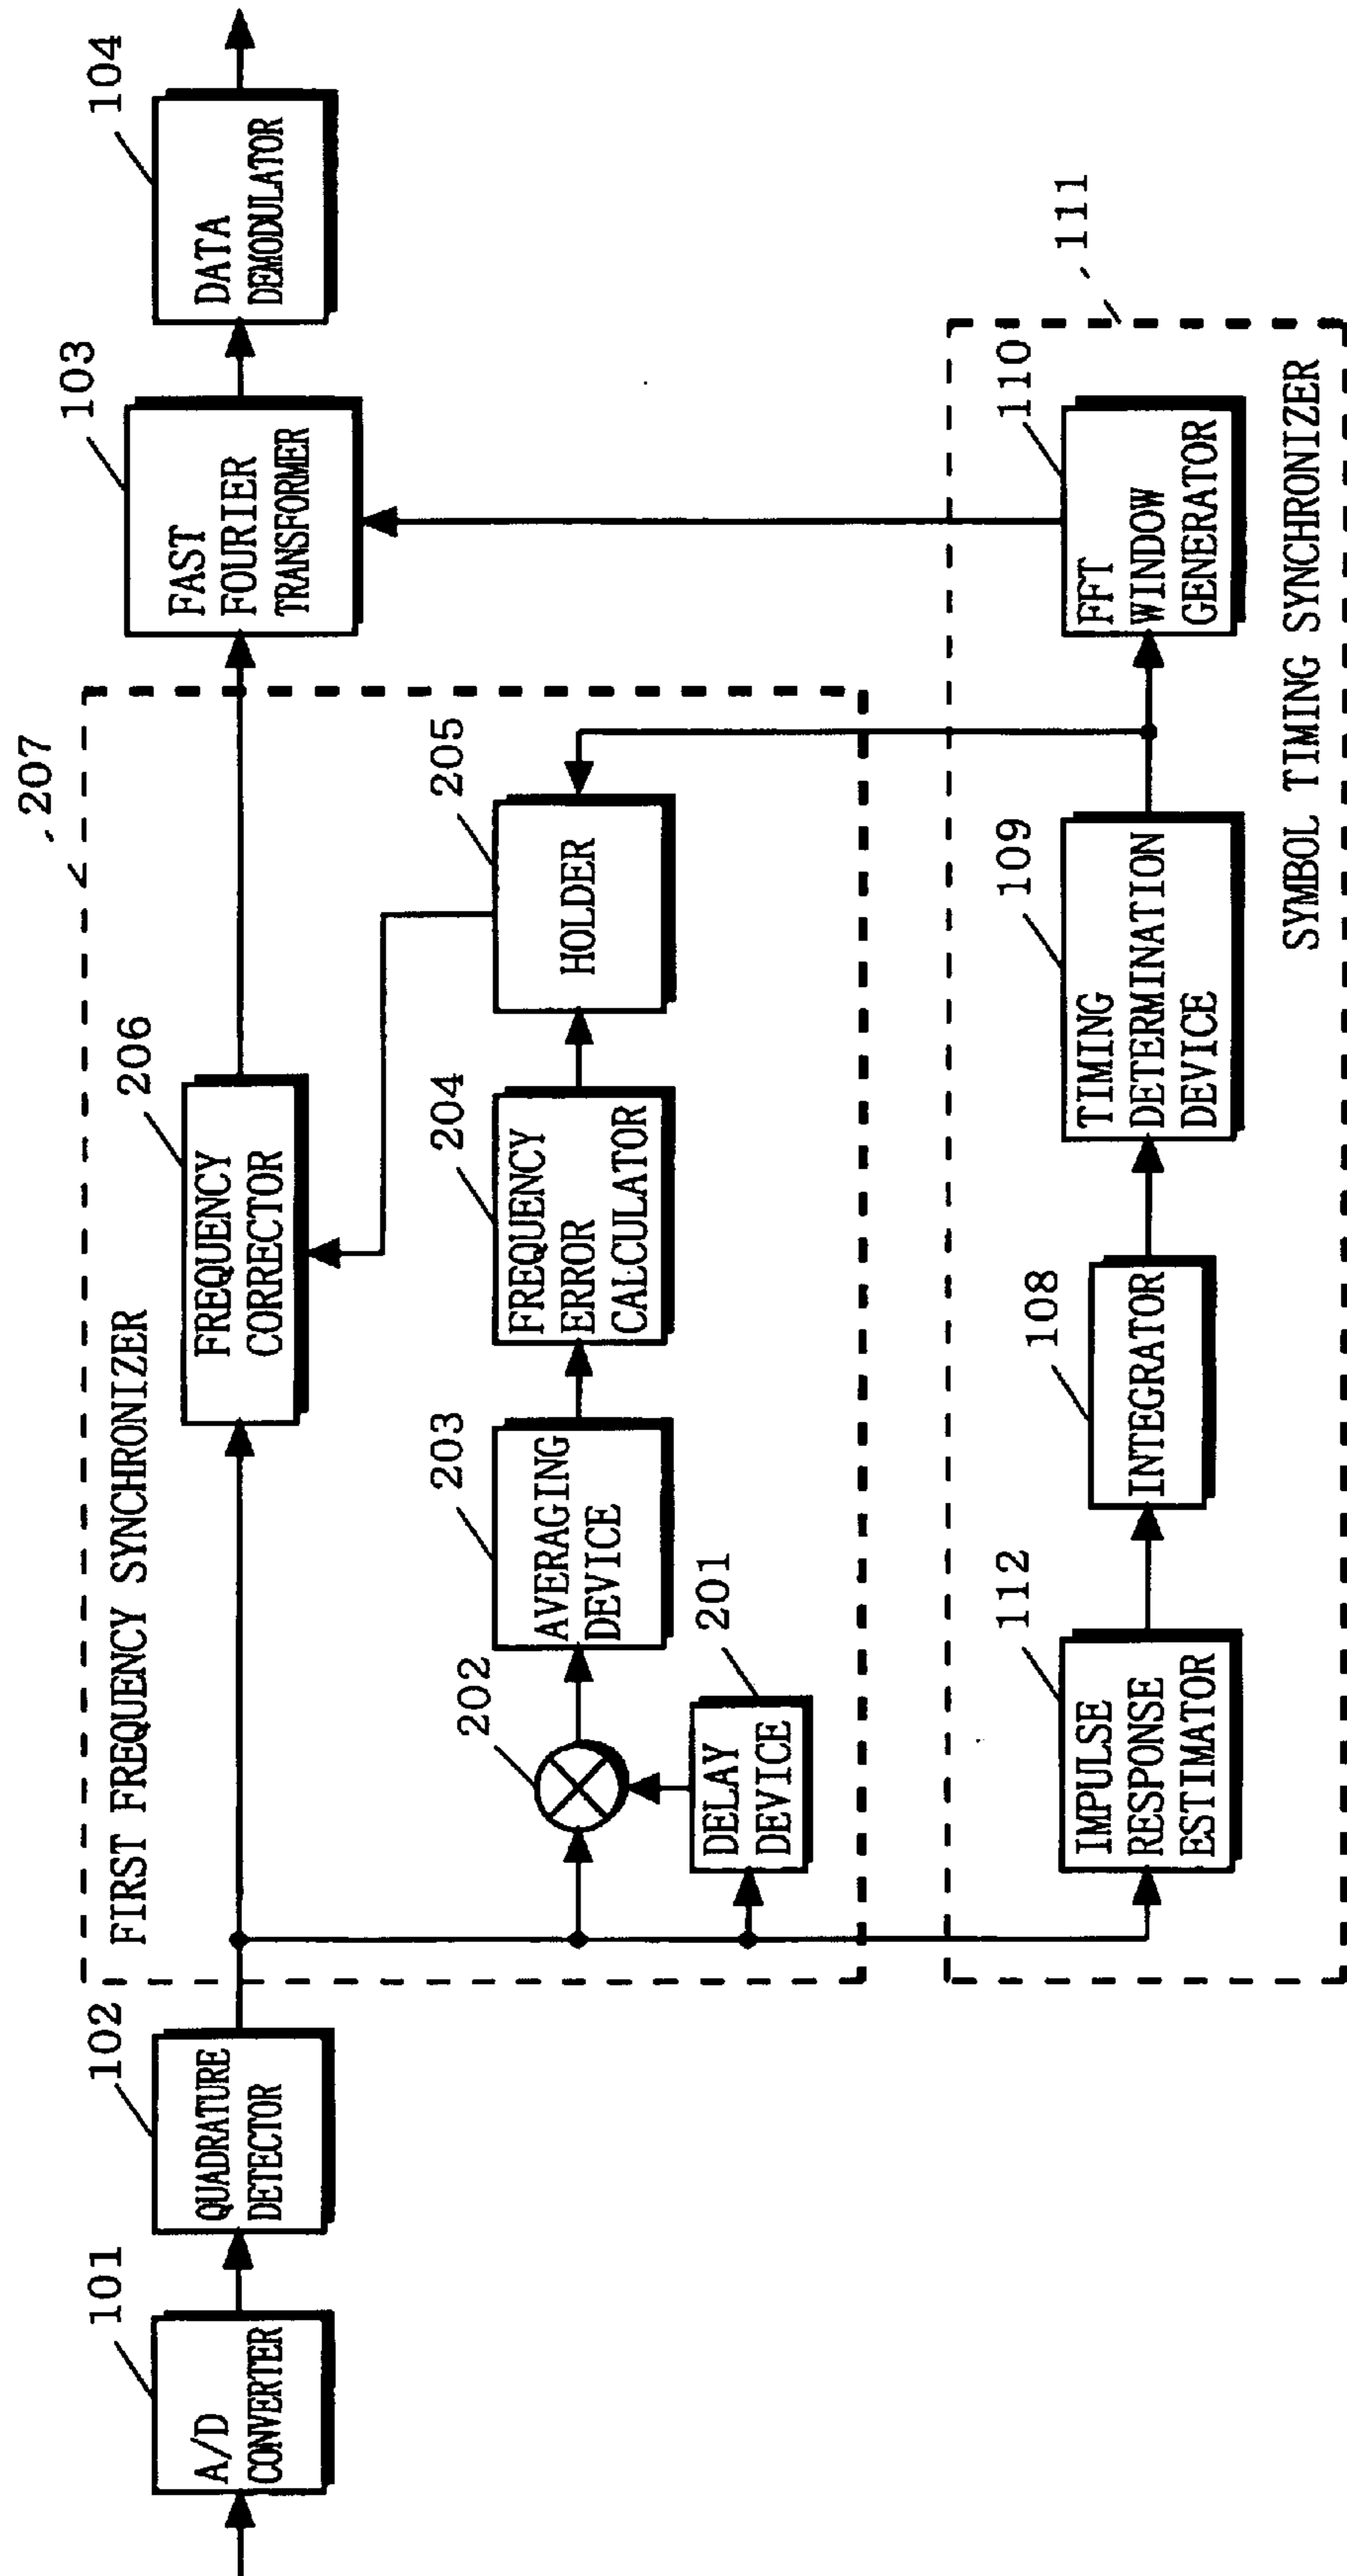 207
FIRST FREQUENCY SYNCHRONIZER
101
A/D
CONVERTER
102
QUADRATURE
DETECTOR
206
FREQUENCY
CORRECTOR
103
FAST
FOURIER
TRANSFORMER
104
DATA
DEMODULATOR
202
201
DELAY
DEVICE
203
AVERAGING
DEVICE
204
FREQUENCY
ERROR
CALCULATOR
205
HOLDER
111
112
IMPULSE
RESPONSE
ESTIMATOR
108
INTEGRATOR
109
TIMING
DETERMINATION
DEVICE
110
FFT
WINDOW
GENERATOR
SYMBOL TIMING SYNCHRONIZER